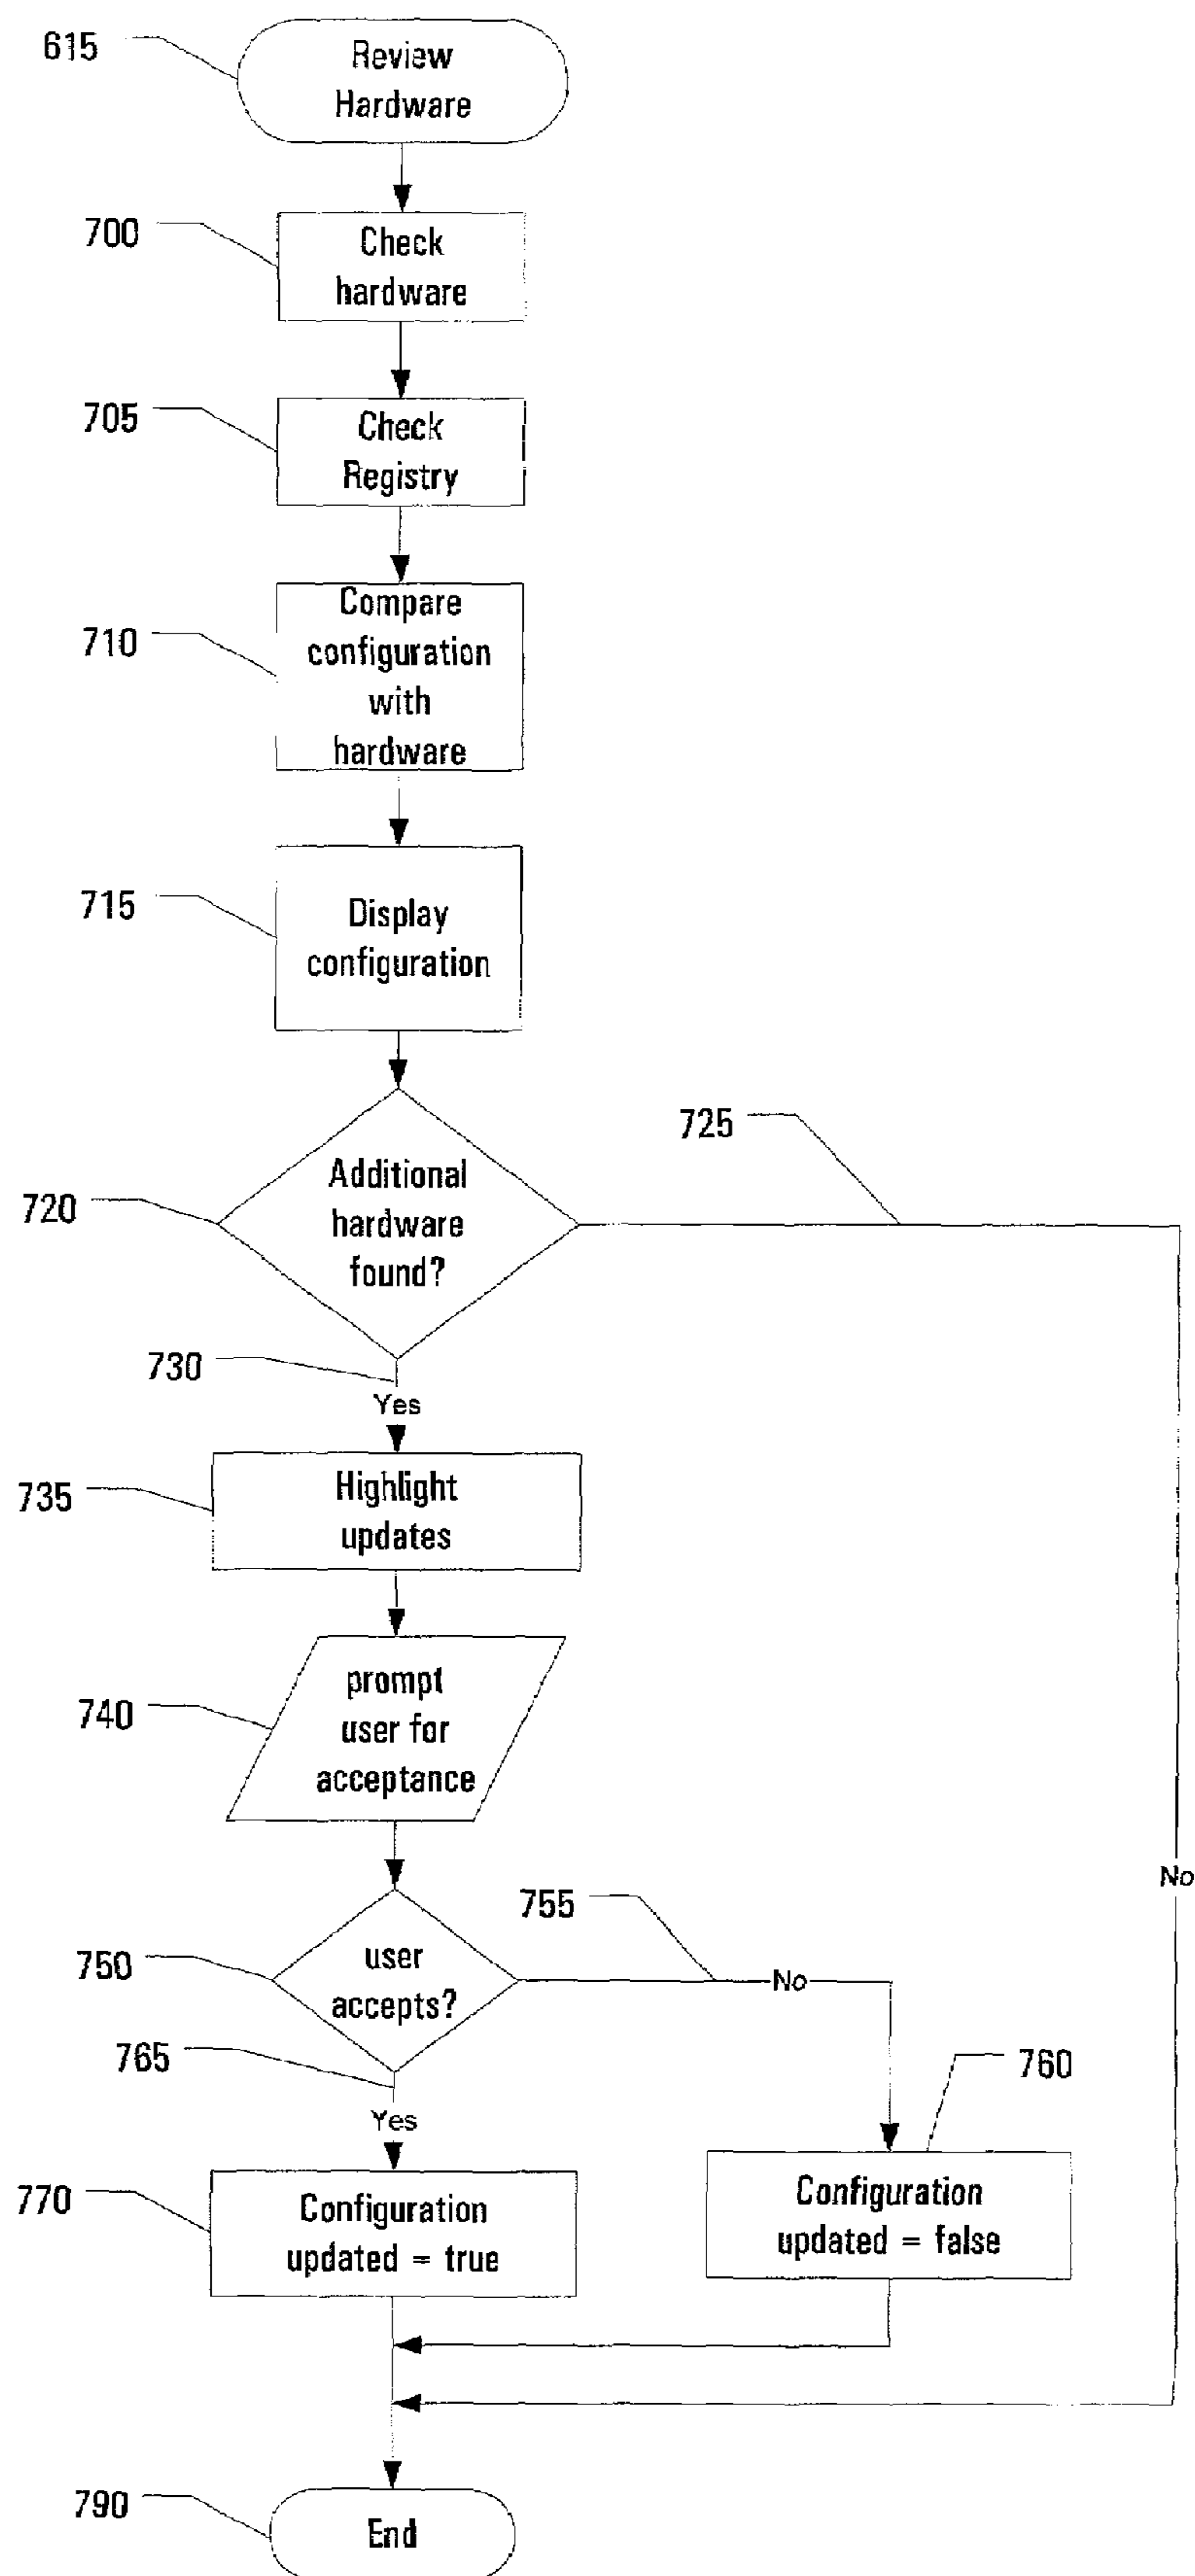 615
Review
Hardware
700
Check
hardware
705
Check
Registry
710
Compare
configuration
with
hardware
715
Display
configuration
720
Additional
hardware
found?
725
730
Yes
735
Highlight
updates
740
prompt
user for
acceptance
No
750
user
accepts?
755
No
765
Yes
760
770
Configuration
updated = true
Configuration
updated = false
790
End